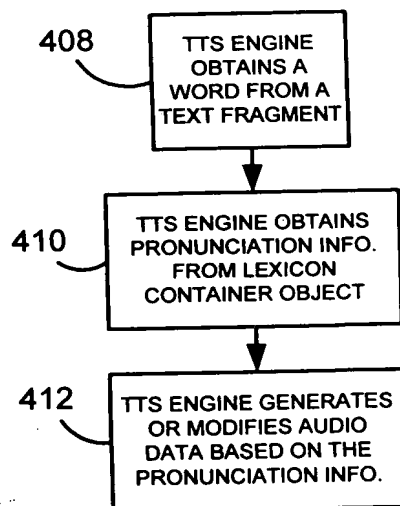 408
TTS ENGINE
OBTAINS A
WORD FROM A
TEXT FRAGMENT
410
TTS ENGINE OBTAINS
PRONUNCIATION INFO.
FROM LEXICON
CONTAINER OBJECT
412
TTS ENGINE GENERATES
OR MODIFIES AUDIO
DATA BASED ON THE
PRONUNCIATION INFO.